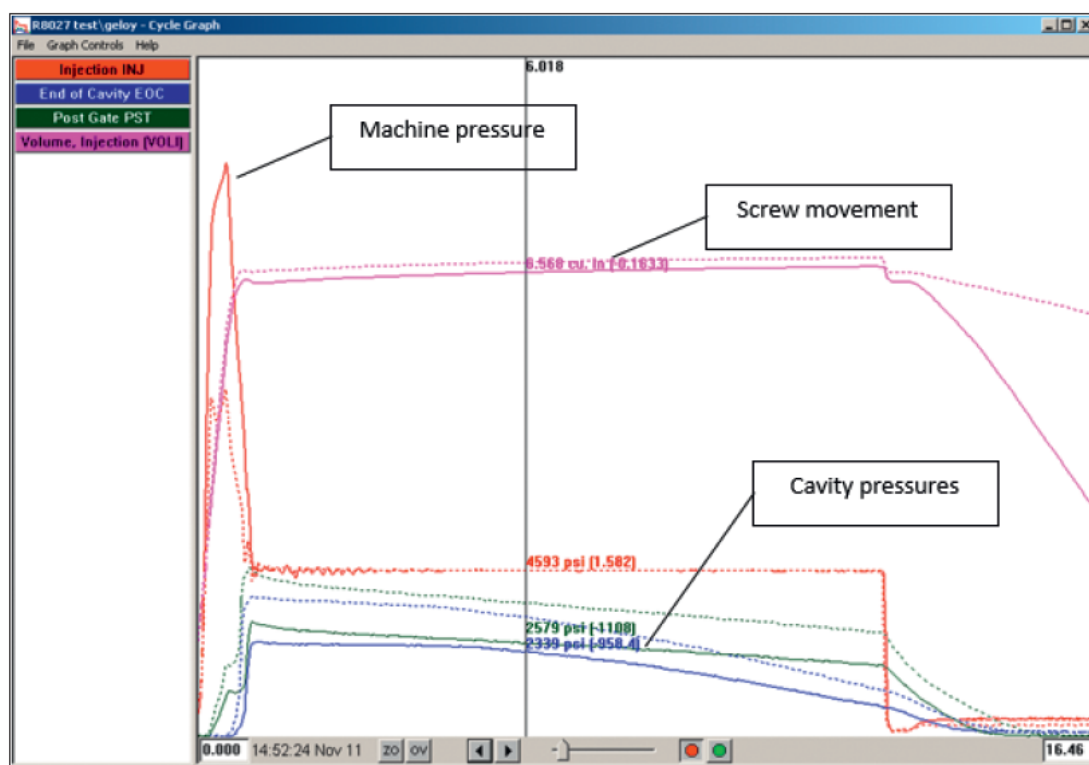 R8027 test\geloy - Cycle Graph
File Graph Controls Help
Injection INJ
End of Cavity EOC
Post Gate PST
Volume, Injection [VOLI]
6.018
Machine pressure
Screw movement
6.568 cu. in [-0.1633]
Cavity pressures
4593 psi [1.582]
2579 psi [-1108]
2339 psi [-958.4]
0.000 14:52:24 Nov 11 ZO OV 16.46